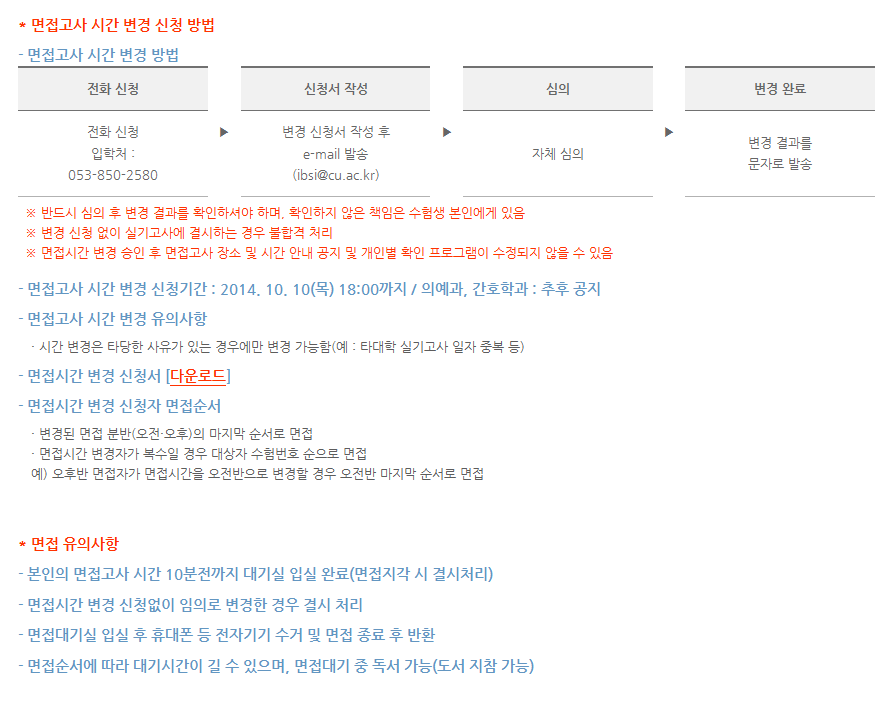 * 면접고사 시간 변경 신청 방법
- 면접고사 시간 변경 방법
전화 신청
신청서 작성
심의
변경 완료
전화 신청
입학처 :
053-850-2580
▶
변경 신청서 작성 후
e-mail 발송
(ibsi@cu.ac.kr)
▶
자체 심의
▶
변경 결과를
문자로 발송
※ 반드시 심의 후 변경 결과를 확인하셔야 하며, 확인하지 않은 책임은 수험생 본인에게 있음
※ 변경 신청 없이 실기고사에 결시하는 경우 불합격 처리
※ 면접시간 변경 승인 후 면접고사 장소 및 시간 안내 공지 및 개인별 확인 프로그램이 수정되지 않을 수 있음
- 면접고사 시간 변경 신청기간 : 2014. 10. 10(목) 18:00까지 / 의예과, 간호학과 : 추후 공지
- 면접고사 시간 변경 유의사항
· 시간 변경은 타당한 사유가 있는 경우에만 변경 가능함(예 : 타대학 실기고사 일자 중복 등)
- 면접시간 변경 신청서 [다운로드]
- 면접시간 변경 신청자 면접순서
· 변경된 면접 분반(오전·오후)의 마지막 순서로 면접
· 면접시간 변경자가 복수일 경우 대상자 수험번호 순으로 면접
예) 오후반 면접자가 면접시간을 오전반으로 변경할 경우 오전반 마지막 순서로 면접
* 면접 유의사항
- 본인의 면접고사 시간 10분전까지 대기실 입실 완료(면접지각 시 결시처리)
- 면접시간 변경 신청없이 임의로 변경한 경우 결시 처리
- 면접대기실 입실 후 휴대폰 등 전자기기 수거 및 면접 종료 후 반환
- 면접순서에 따라 대기시간이 길 수 있으며, 면접대기 중 독서 가능(도서 지참 가능)